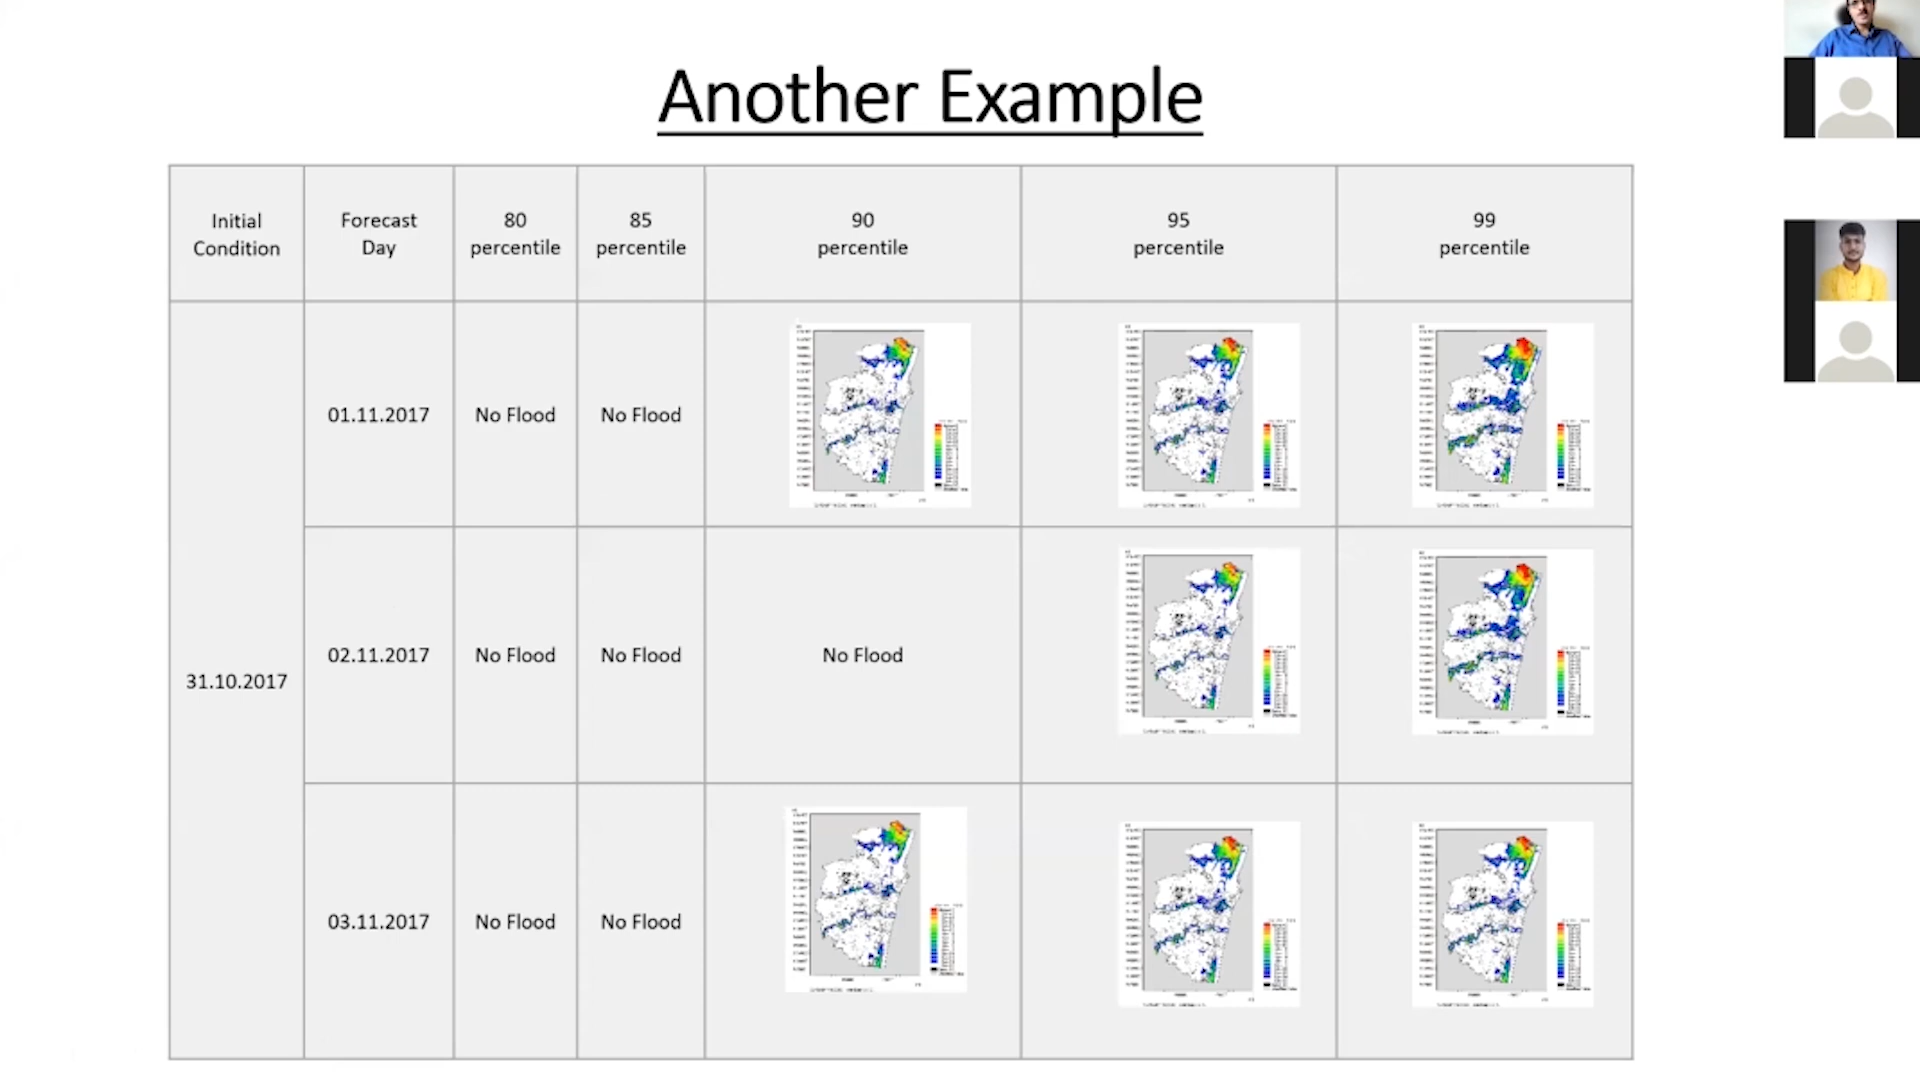 Another Example
Initial
Condition
Forecast
Day
80
percentile
85
percentile
90
percentile
95
percentile
99
percentile
31.10.2017
01.11.2017
No Flood
No Flood
02.11.2017
No Flood
No Flood
No Flood
03.11.2017
No Flood
No Flood